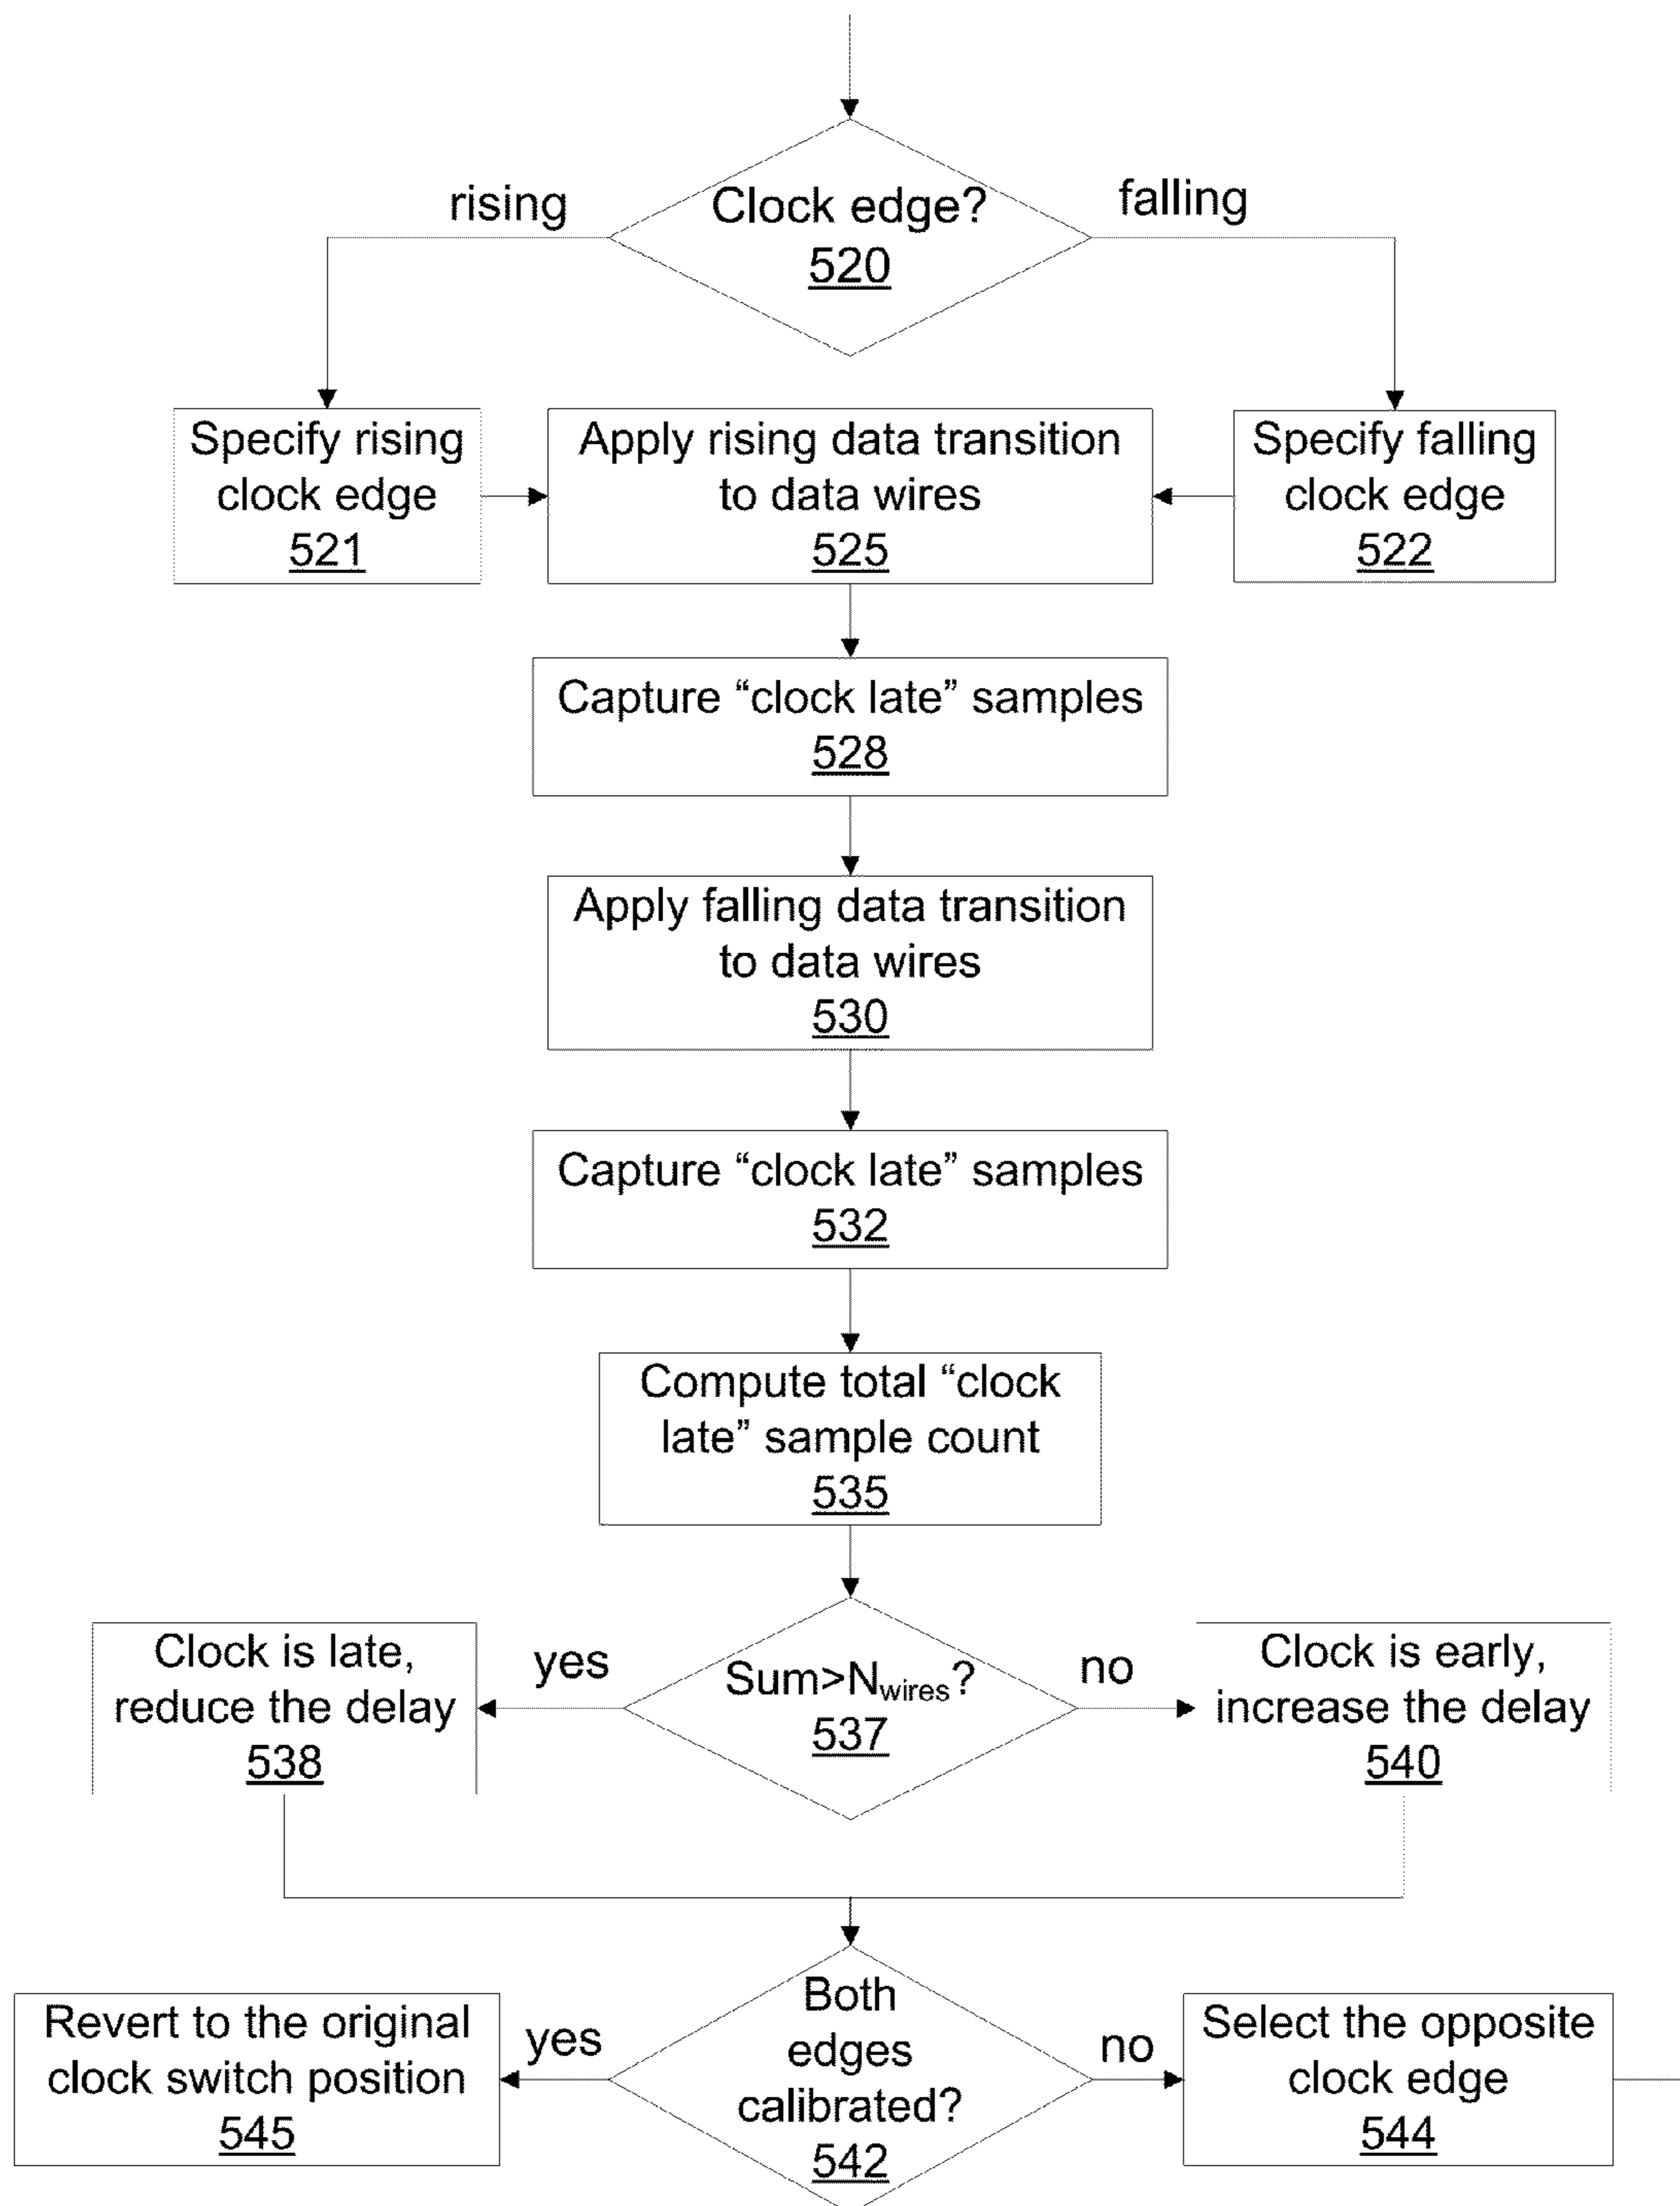 rising
Clock edge?
falling
520
Specify rising
clock edge
521
Apply rising data transition
to data wires
525
Specify falling
clock edge
522
Capture “clock late” samples
528
Apply falling data transition
to data wires
530
Capture “clock late” samples
532
Compute total “clock
late” sample count
535
Clock is late,
reduce the delay
538
yes
Sum>Nwires?
537
no
Clock is early,
increase the delay
540
Revert to the original
clock switch position
545
yes
Both
edges
calibrated?
542
no
Select the opposite
clock edge
544